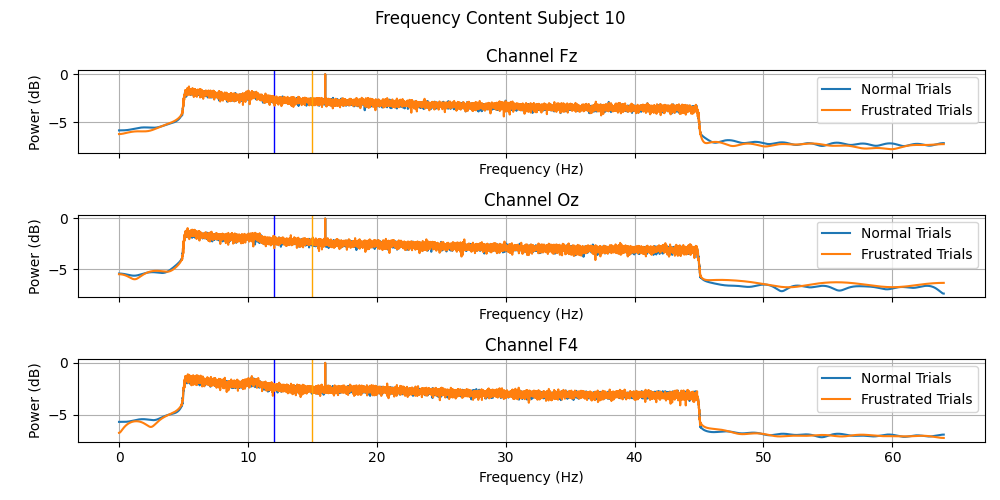 Frequency Content Subject 10
Channel Fz
0
−5
Power (dB)
Normal Trials
Frustrated Trials
Frequency (Hz)
Channel Oz
0
−5
Power (dB)
Normal Trials
Frustrated Trials
Frequency (Hz)
Channel F4
0
−5
Power (dB)
Normal Trials
Frustrated Trials
0 10 20 30 40 50 60
Frequency (Hz)